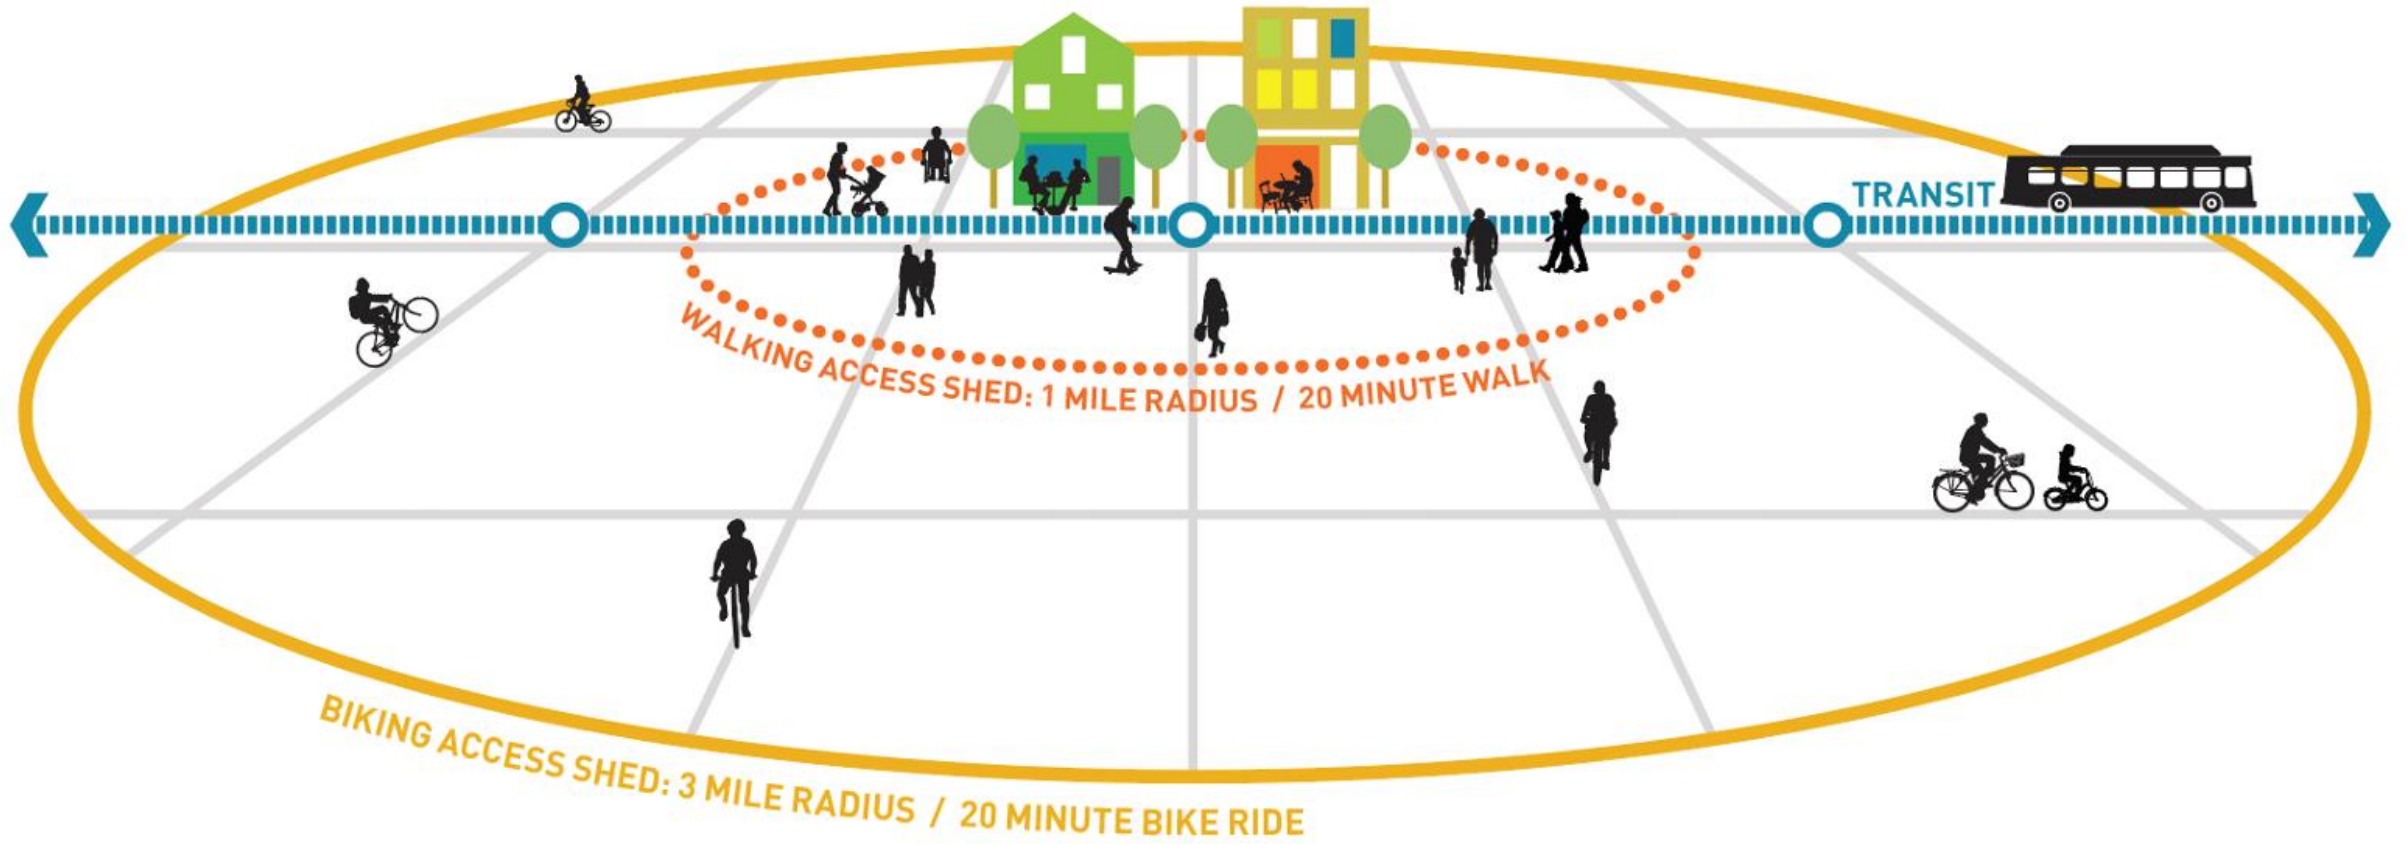 TRANSIT
WALKING ACCESS SHED: 1 MILE RADIUS / 20 MINUTE WALK
BIKING ACCESS SHED: 3 MILE RADIUS / 20 MINUTE BIKE RIDE